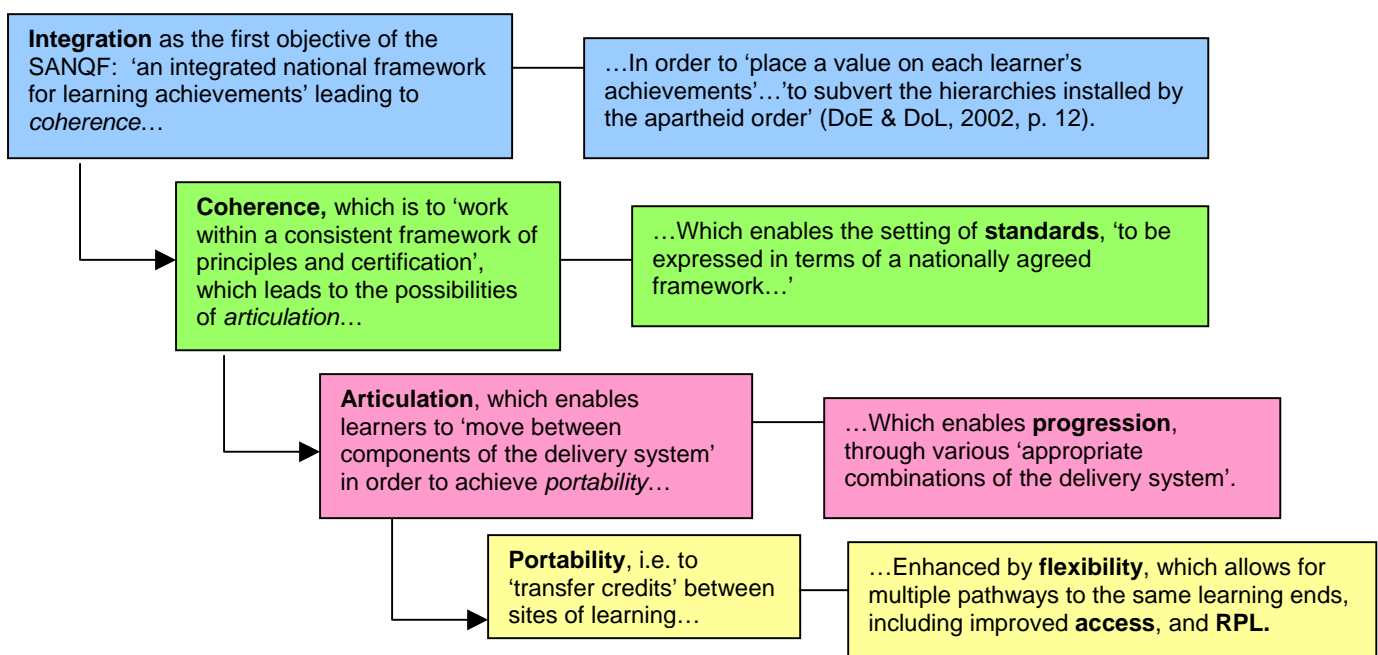 Integration as the first objective of the
SANQF: ‘an integrated national framework
for learning achievements’ leading to
coherence…
…In order to ‘place a value on each learner’s
achievements’…’to subvert the hierarchies installed by
the apartheid order’ (DoE & DoL, 2002, p. 12).
Coherence, which is to ‘work
within a consistent framework of
principles and certification’,
which leads to the possibilities
of articulation…
…Which enables the setting of standards, ‘to be
expressed in terms of a nationally agreed
framework…’
Articulation, which enables
learners to ‘move between
components of the delivery system’
in order to achieve portability…
…Which enables progression,
through various ‘appropriate
combinations of the delivery system’.
Portability, i.e. to
‘transfer credits’ between
sites of learning…
…Enhanced by flexibility, which allows for
multiple pathways to the same learning ends,
including improved access, and RPL.